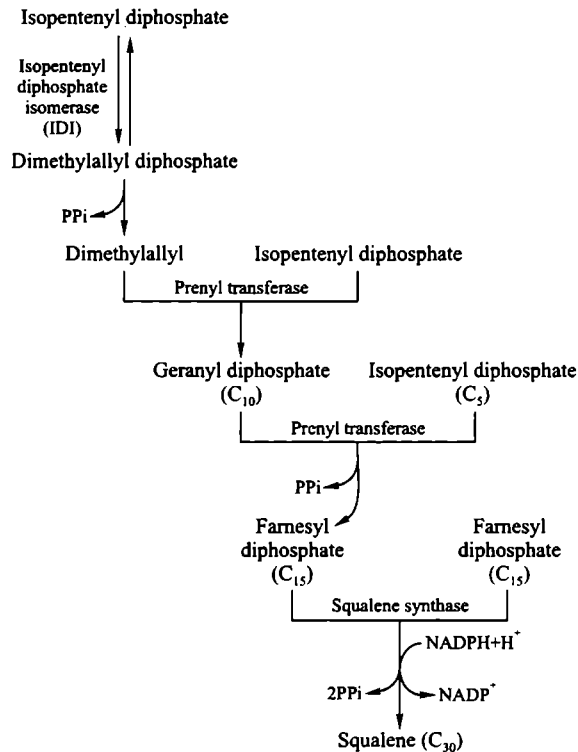 Isopentenyl diphosphate
Isopentenyl
diphosphate
isomerase
(IDI)
Dimethylallyl diphosphate
PPi
Dimethylallyl
Isopentenyl diphosphate
Prenyl transferase
Geranyl diphosphate
(C₁₀)
Isopentenyl diphosphate
(C₅)
Prenyl transferase
PPi
Farnesyl
diphosphate
(C₁₅)
Farnesyl
diphosphate
(C₁₅)
Squalene synthase
NADPH+H⁺
2PPi
NADP⁺
Squalene (C₃₀)